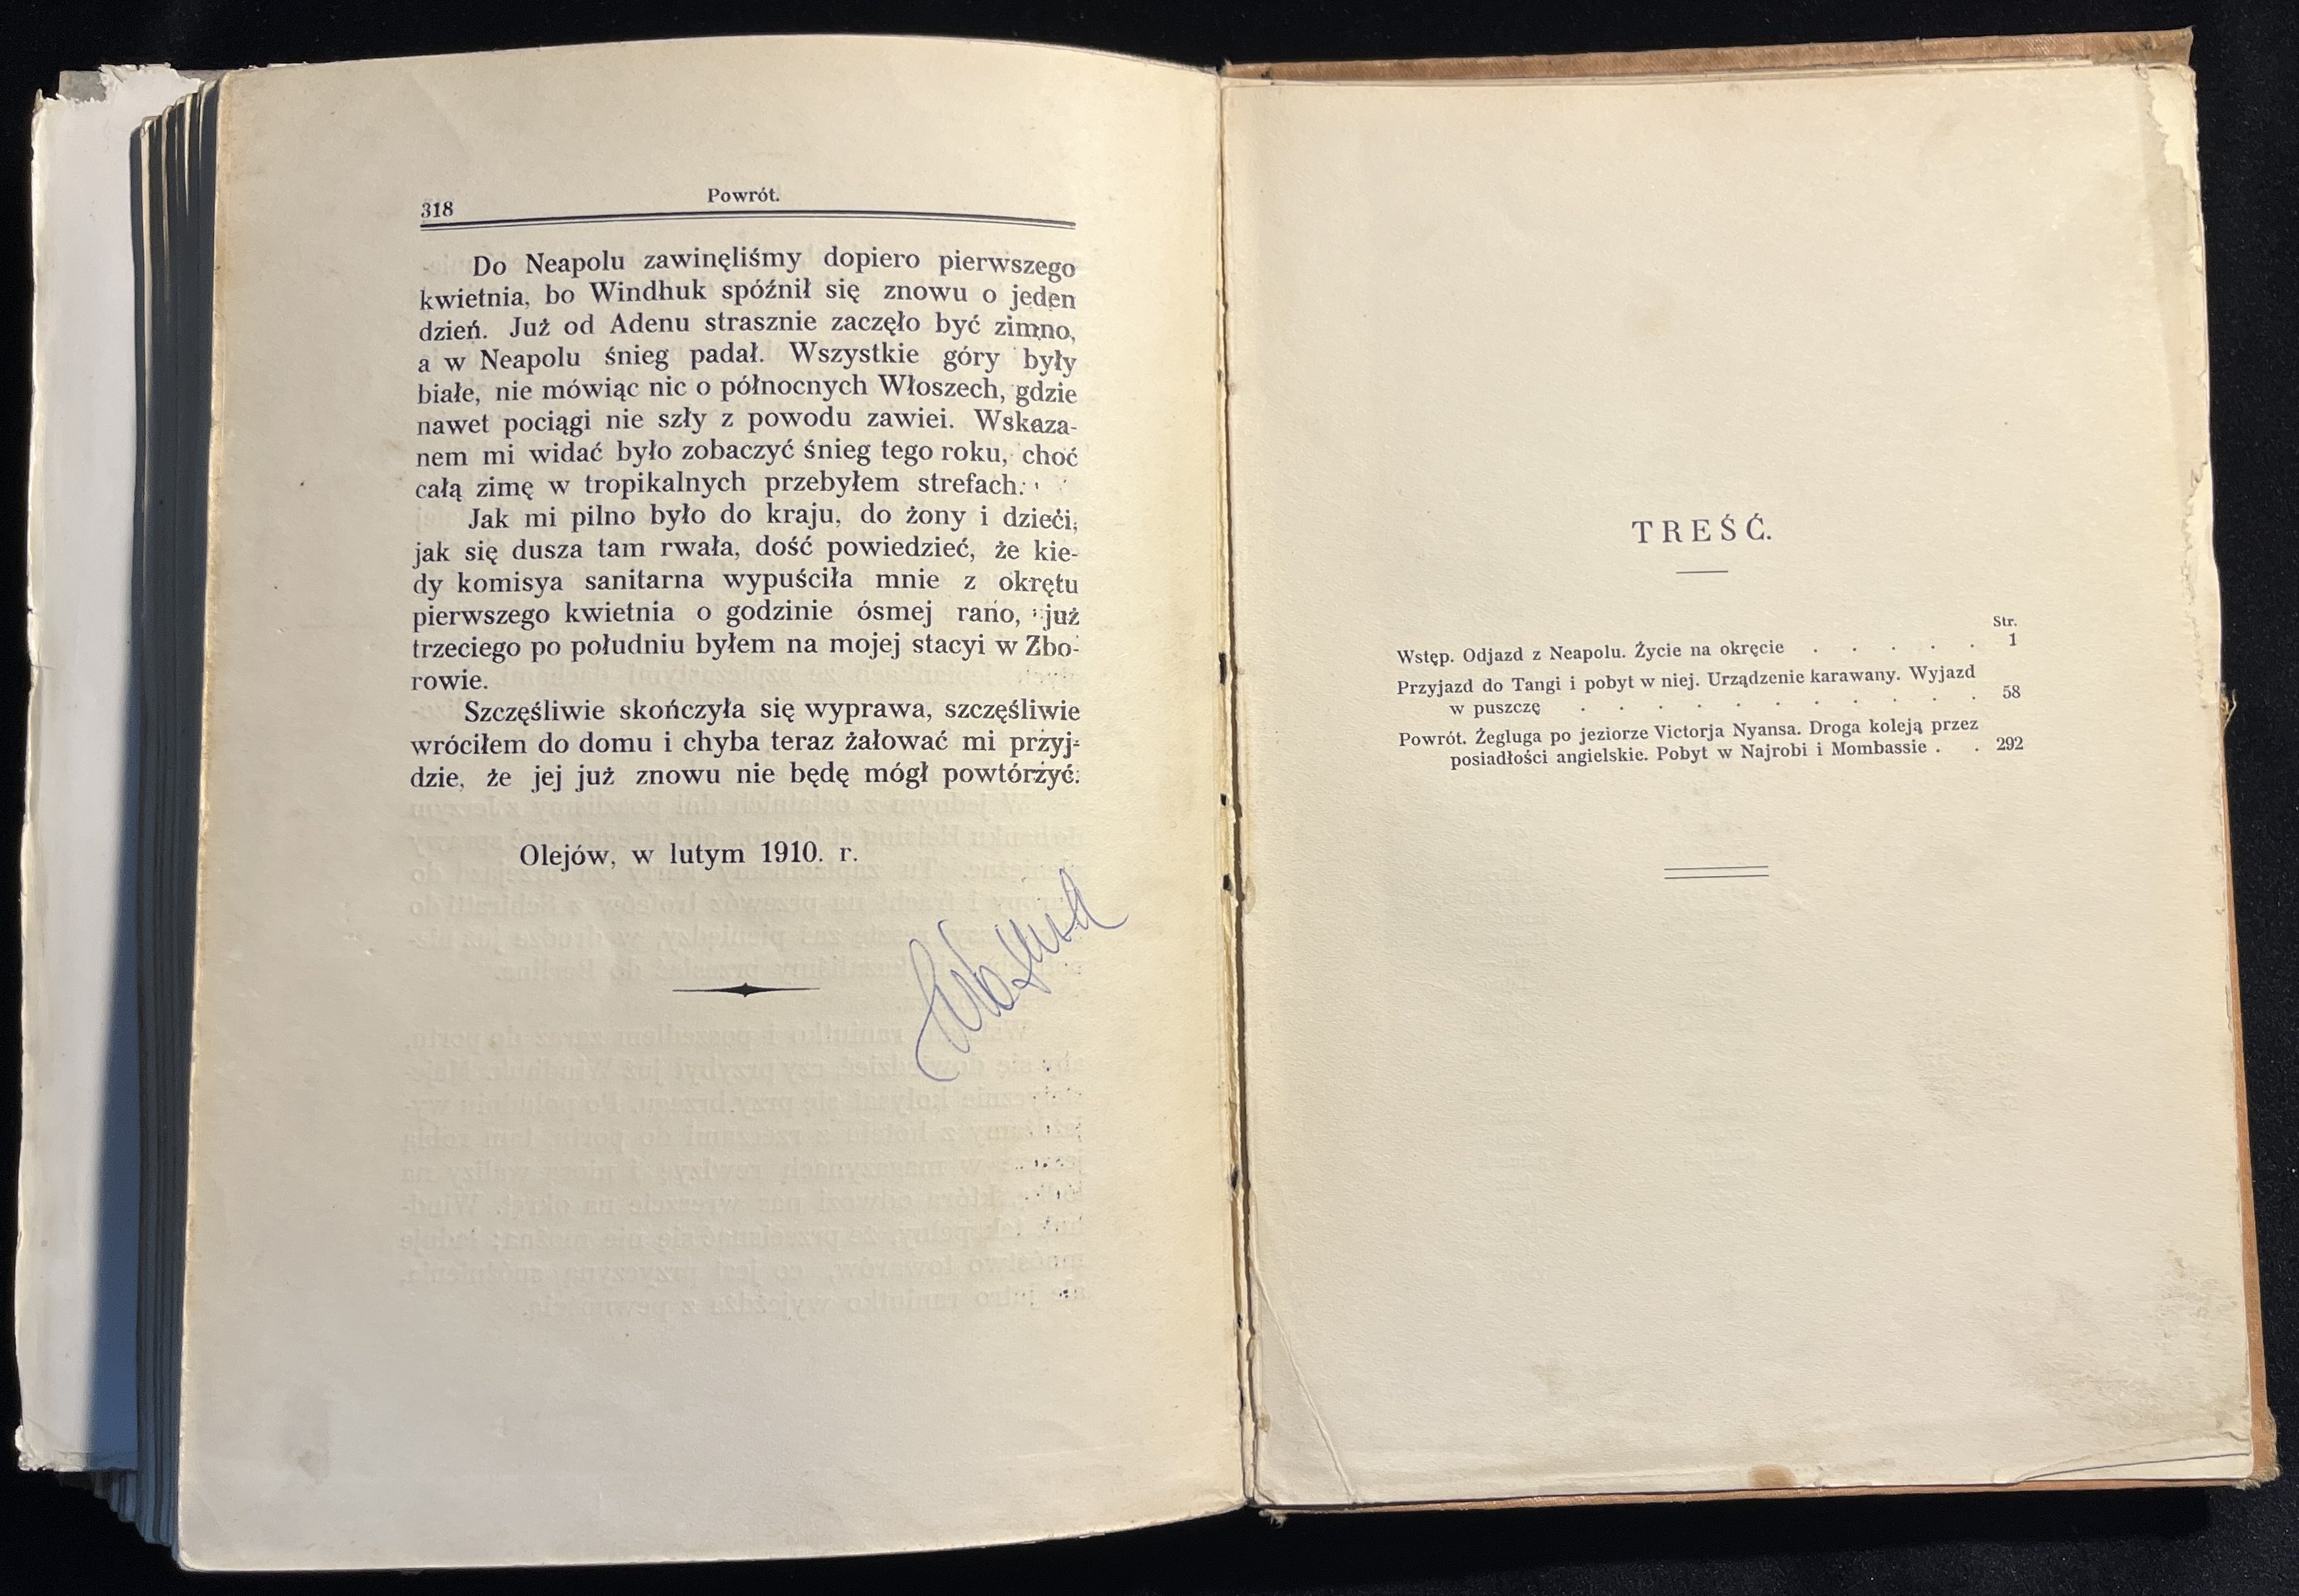 318
Powrót.
Do Neapolu zawinęliśmy dopiero pierwszego
kwietnia, bo Windhuk spóźnił się znowu o jeden
dzień. Już od Adenu strasznie zaczęło być zimno,
a w Neapolu śnieg padał. Wszystkie góry były
białe, nie mówiąc nic o północnych Włoszech, gdzie
nawet pociągi nie szły z powodu zawiei. Wskaza-
nem mi widać było zobaczyć śnieg tego roku, choć
całą zimę w tropikalnych przebyłem strefach.
Jak mi pilno było do kraju, do żony i dzieci,
jak się dusza tam rwała, dość powiedzieć, że kie-
dy komisya sanitarna wypuściła mnie z okrętu
pierwszego kwietnia o godzinie ósmej rano, już
trzeciego po południu byłem na mojej stacyi w Zbo-
rowie.
Szczęśliwie skończyła się wyprawa, szczęśliwie
wróciłem do domu i chyba teraz żałować mi przyj-
dzie, że jej już znowu nie będę mógł powtórzyć.
Olejów, w lutym 1910. r.
TREŚĆ.
Str.
Wstęp. Odjazd z Neapolu. Życie na okręcie . . . . . 1
Przyjazd do Tangi i pobyt w niej. Urządzenie karawany. Wyjazd
w puszczę . . . . . . . . . . . 58
Powrót. Żegluga po jeziorze Victorja Nyansa. Droga koleją przez
posiadłości angielskie. Pobyt w Najrobi i Mombassie . . 292